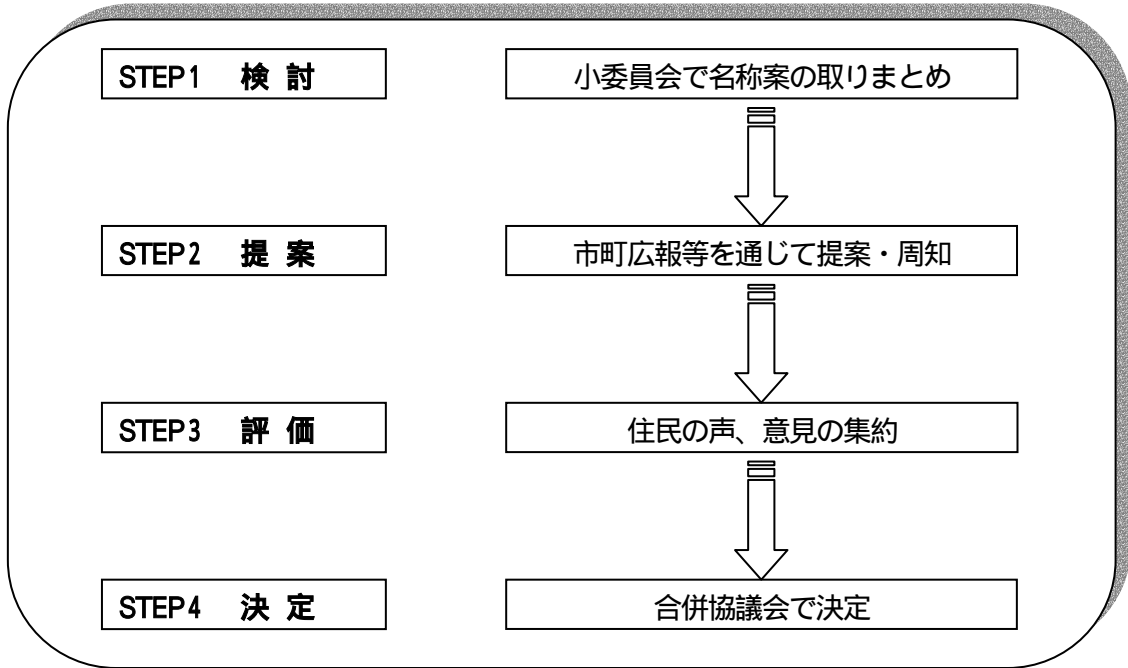 STEP1 検 討
小委員会で名称案の取りまとめ
STEP2 提 案
市町広報等を通じて提案・周知
STEP3 評 価
住民の声、意見の集約
STEP4 決 定
合併協議会で決定